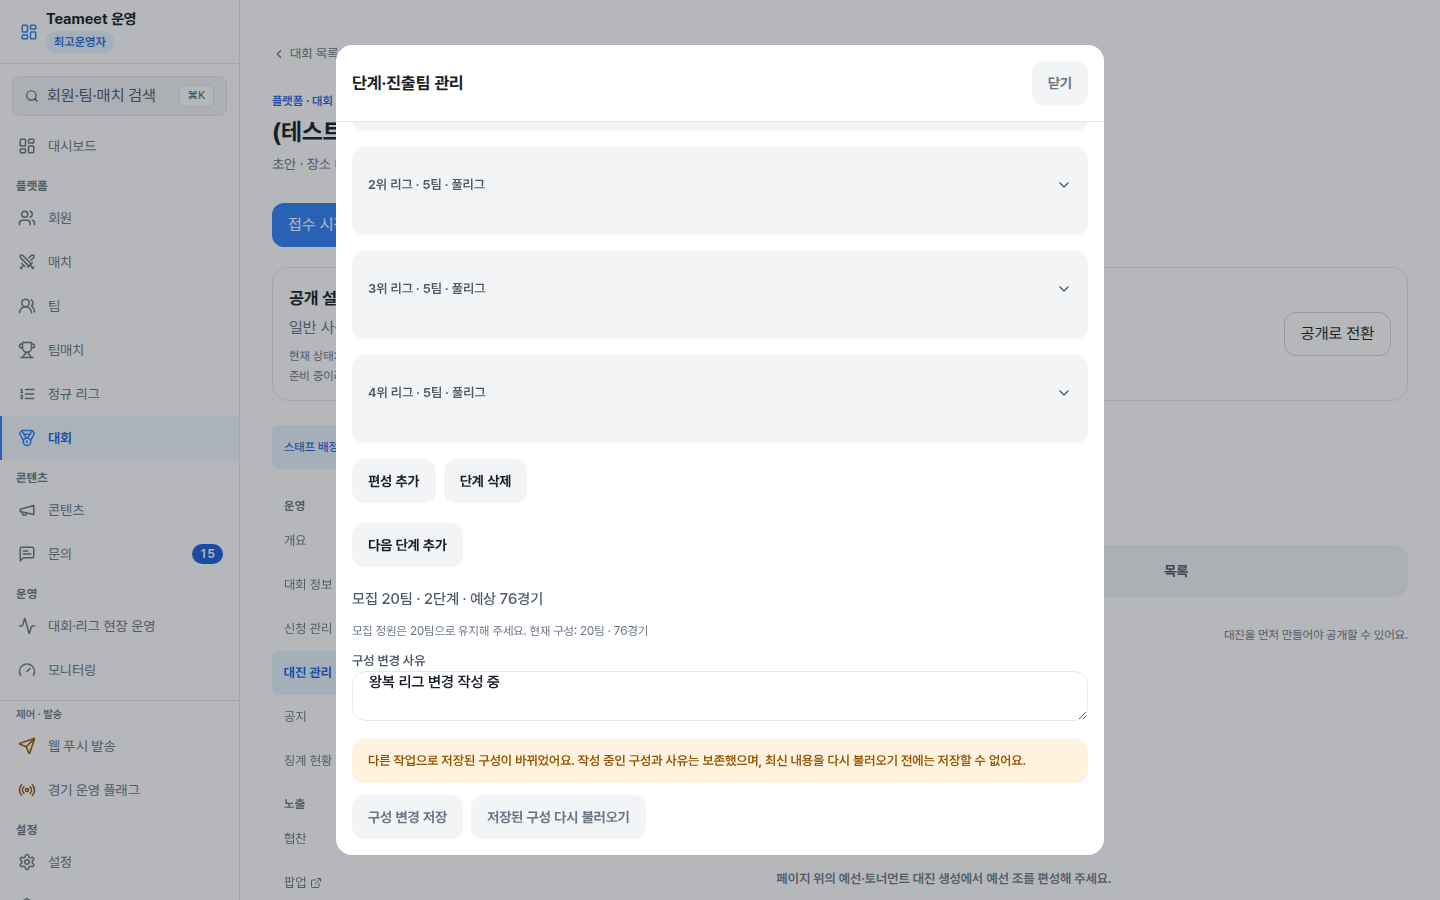 Teameet 운영
최고운영자
회원·팀·매치 검색
⌘K
대시보드
플랫폼
회원
매치
팀
팀매치
정규 리그
대회
콘텐츠
콘텐츠
문의
15
운영
대회·리그 현장 운영
모니터링
제어 · 발송
웹 푸시 발송
경기 운영 플래그
설정
설정
대회 목록
플랫폼 · 대회
(테스트
초안 · 장소
접수 시
공개 설
일반 사
현재 상태:
준비 중이
공개로 전환
스태프 배정
운영
개요
대회 정보
신청 관리
대진 관리
공지
징계 현황
노출
협찬
팝업
목록
대진을 먼저 만들어야 공개할 수 있어요.
페이지 위의 예선·토너먼트 대진 생성에서 예선 조를 편성해 주세요.
단계·진출팀 관리
닫기
2위 리그 · 5팀 · 풀리그
3위 리그 · 5팀 · 풀리그
4위 리그 · 5팀 · 풀리그
편성 추가
단계 삭제
다음 단계 추가
모집 20팀 · 2단계 · 예상 76경기
모집 정원은 20팀으로 유지해 주세요. 현재 구성: 20팀 · 76경기
구성 변경 사유
왕복 리그 변경 작성 중
다른 작업으로 저장된 구성이 바뀌었어요. 작성 중인 구성과 사유는 보존했으며, 최신 내용을 다시 불러오기 전에는 저장할 수 없어요.
구성 변경 저장
저장된 구성 다시 불러오기